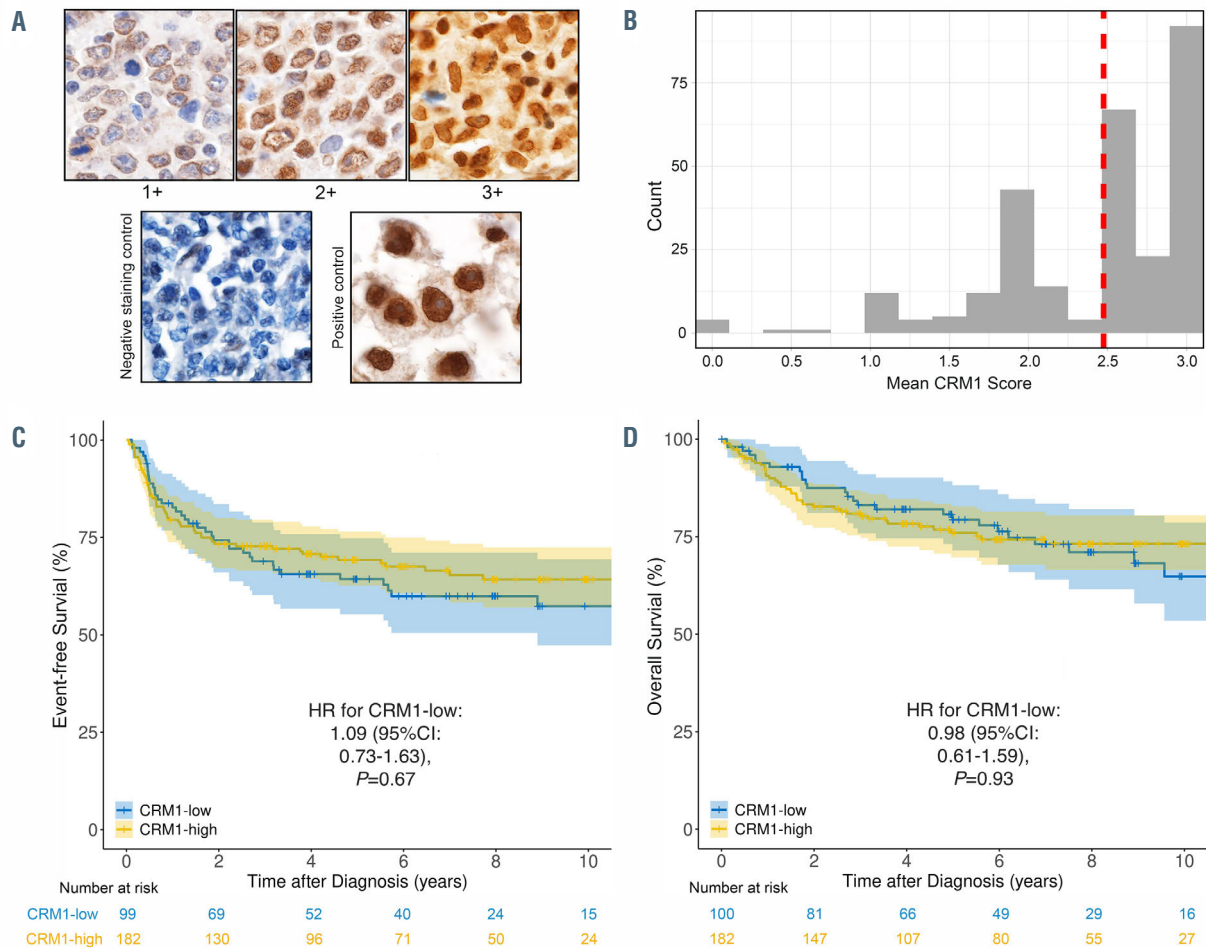 A
1+
2+
3+
Negative staining control
Positive control
B
75
50
25
0
Count
0.0 0.5 1.0 1.5 2.0 2.5 3.0
Mean CRM1 Score
C
100
75
50
25
0
Event-free Survial (%)
HR for CRM1-low:
1.09 (95%CI:
0.73-1.63),
P=0.67
CRM1-low
CRM1-high
0 2 4 6 8 10
Time after Diagnosis (years)
Number at risk
CRM1-low 99 69 52 40 24 15
CRM1-high 182 130 96 71 50 24
D
100
75
50
25
0
Overall Survial (%)
HR for CRM1-low:
0.98 (95%CI:
0.61-1.59),
P=0.93
CRM1-low
CRM1-high
0 2 4 6 8 10
Time after Diagnosis (years)
Number at risk
100 81 66 49 29 16
182 147 107 80 55 27